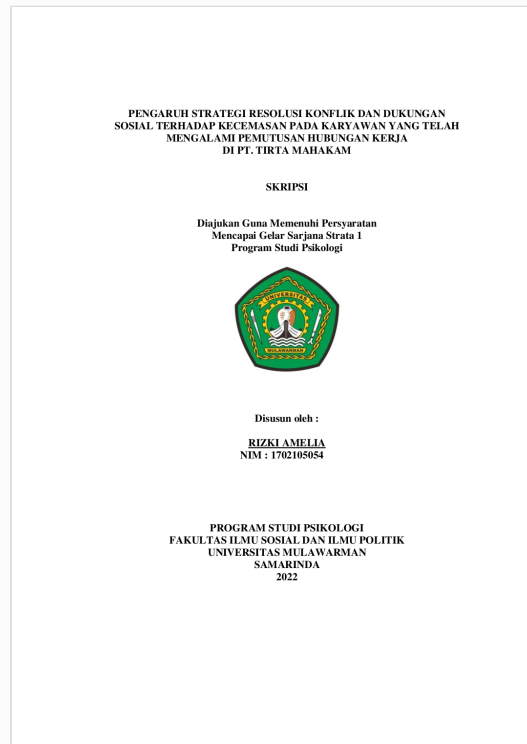 PENGARUH STRATEGI RESOLUSI KONFLIK DAN DUKUNGAN
SOSIAL TERHADAP KECEMASAN PADA KARYAWAN YANG TELAH
MENGALAMI PEMUTUSAN HUBUNGAN KERJA
DI PT. TIRTA MAHAKAM
SKRIPSI
Diajukan Guna Memenuhi Persyaratan
Mencapai Gelar Sarjana Strata 1
Program Studi Psikologi
UNIVERSITAS
MULAWARMAN
Disusun oleh :
RIZKI AMELIA
NIM : 1702105054
PROGRAM STUDI PSIKOLOGI
FAKULTAS ILMU SOSIAL DAN ILMU POLITIK
UNIVERSITAS MULAWARMAN
SAMARINDA
2022